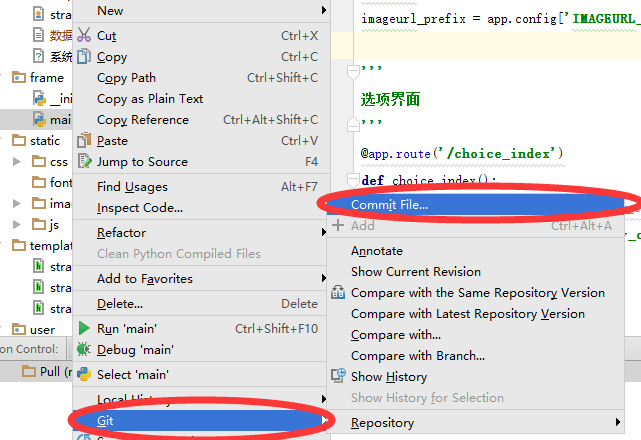 stra
数据
系统
frame
__ini
mai
static
css
font
ima
js
templat
stra
stra
stra
user
on Control:
Pull (r
New
Cut Ctrl+X
Copy Ctrl+C
Copy Path Ctrl+Shift+C
Copy as Plain Text
Copy Reference Ctrl+Alt+Shift+C
Paste Ctrl+V
Jump to Source F4
Find Usages Alt+F7
Inspect Code...
Refactor
Clean Python Compiled Files
Add to Favorites
Delete... Delete
Run 'main' Ctrl+Shift+F10
Debug 'main'
Select 'main'
Local History
Git
imageurl_prefix = app.config['IMAGEURL_
'''
选项界面
'''
@app.route('/choice_index')
def choice_index():
Commit File...
Add Ctrl+Alt+A
Annotate
Show Current Revision
Compare with the Same Repository Version
Compare with Latest Repository Version
Compare with...
Compare with Branch...
Show History
Show History for Selection
Repository